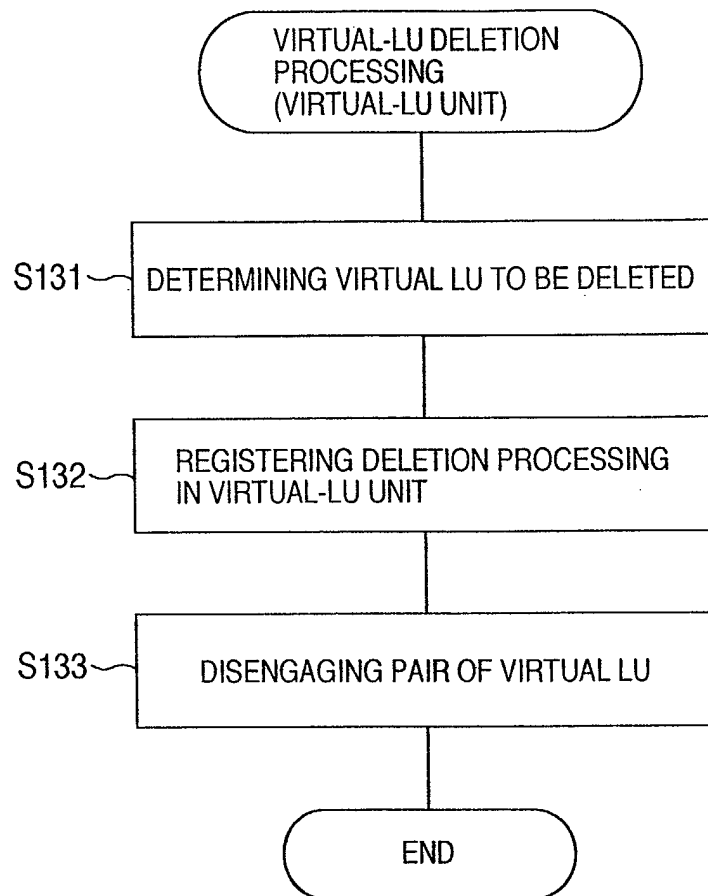 VIRTUAL-LU DELETION
PROCESSING
(VIRTUAL-LU UNIT)
S131
DETERMINING VIRTUAL LU TO BE DELETED
S132
REGISTERING DELETION PROCESSING
IN VIRTUAL-LU UNIT
S133
DISENGAGING PAIR OF VIRTUAL LU
END